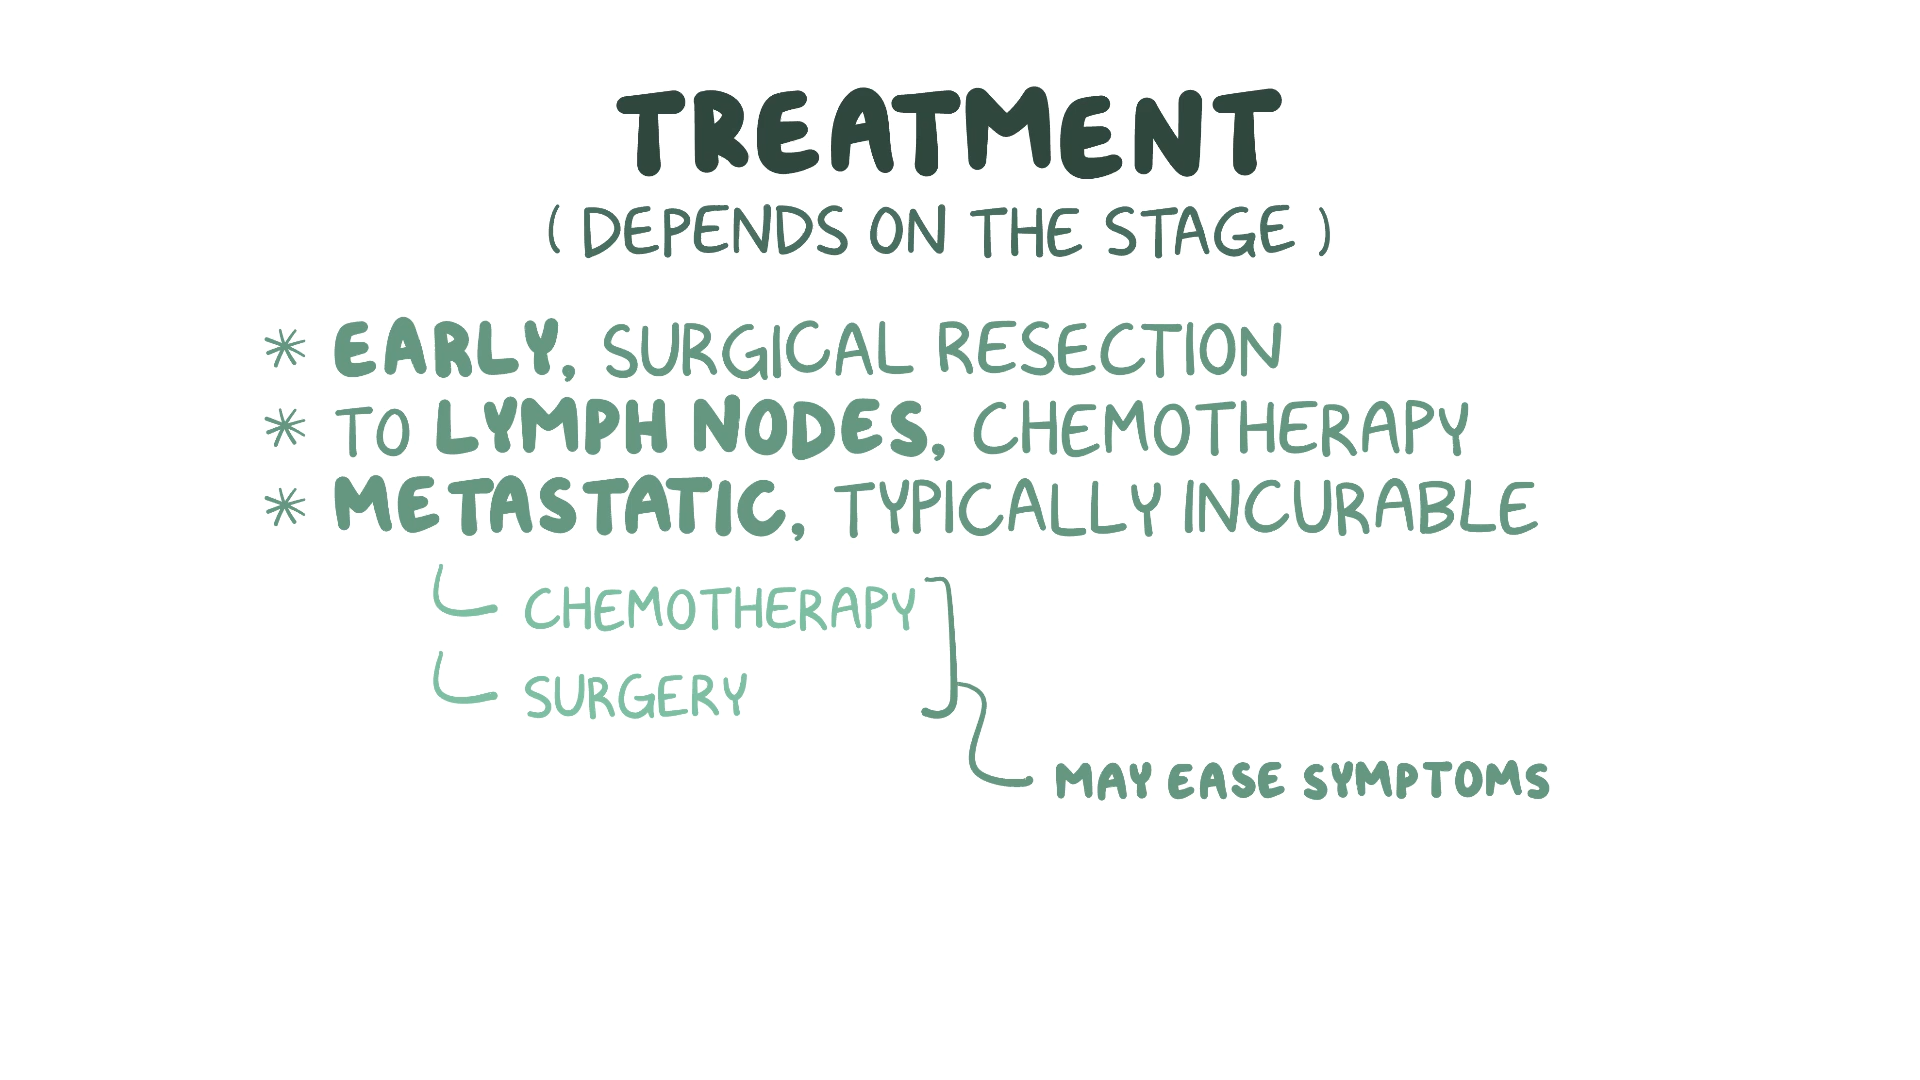 TREATMENT
( DEPENDS ON THE STAGE )
* EARLY, SURGICAL RESECTION
* TO LYMPH NODES, CHEMOTHERAPY
* METASTATIC, TYPICALLY INCURABLE
CHEMOTHERAPY
SURGERY
MAY EASE SYMPTOMS